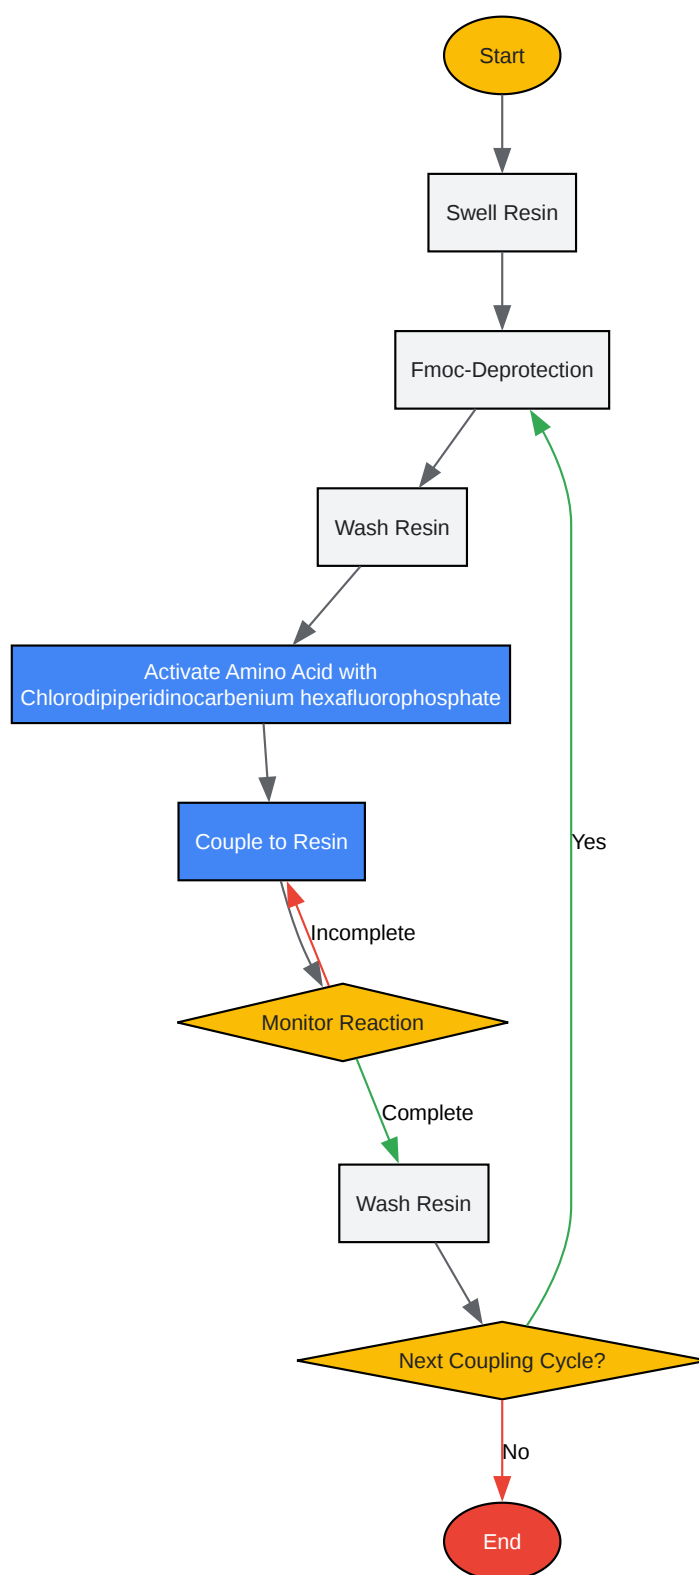 Start
Swell Resin
Fmoc-Deprotection
Wash Resin
Activate Amino Acid with
Chlorodipiperidinocarbenium hexafluorophosphate
Couple to Resin
Yes
Incomplete
Monitor Reaction
Complete
Wash Resin
Next Coupling Cycle?
No
End